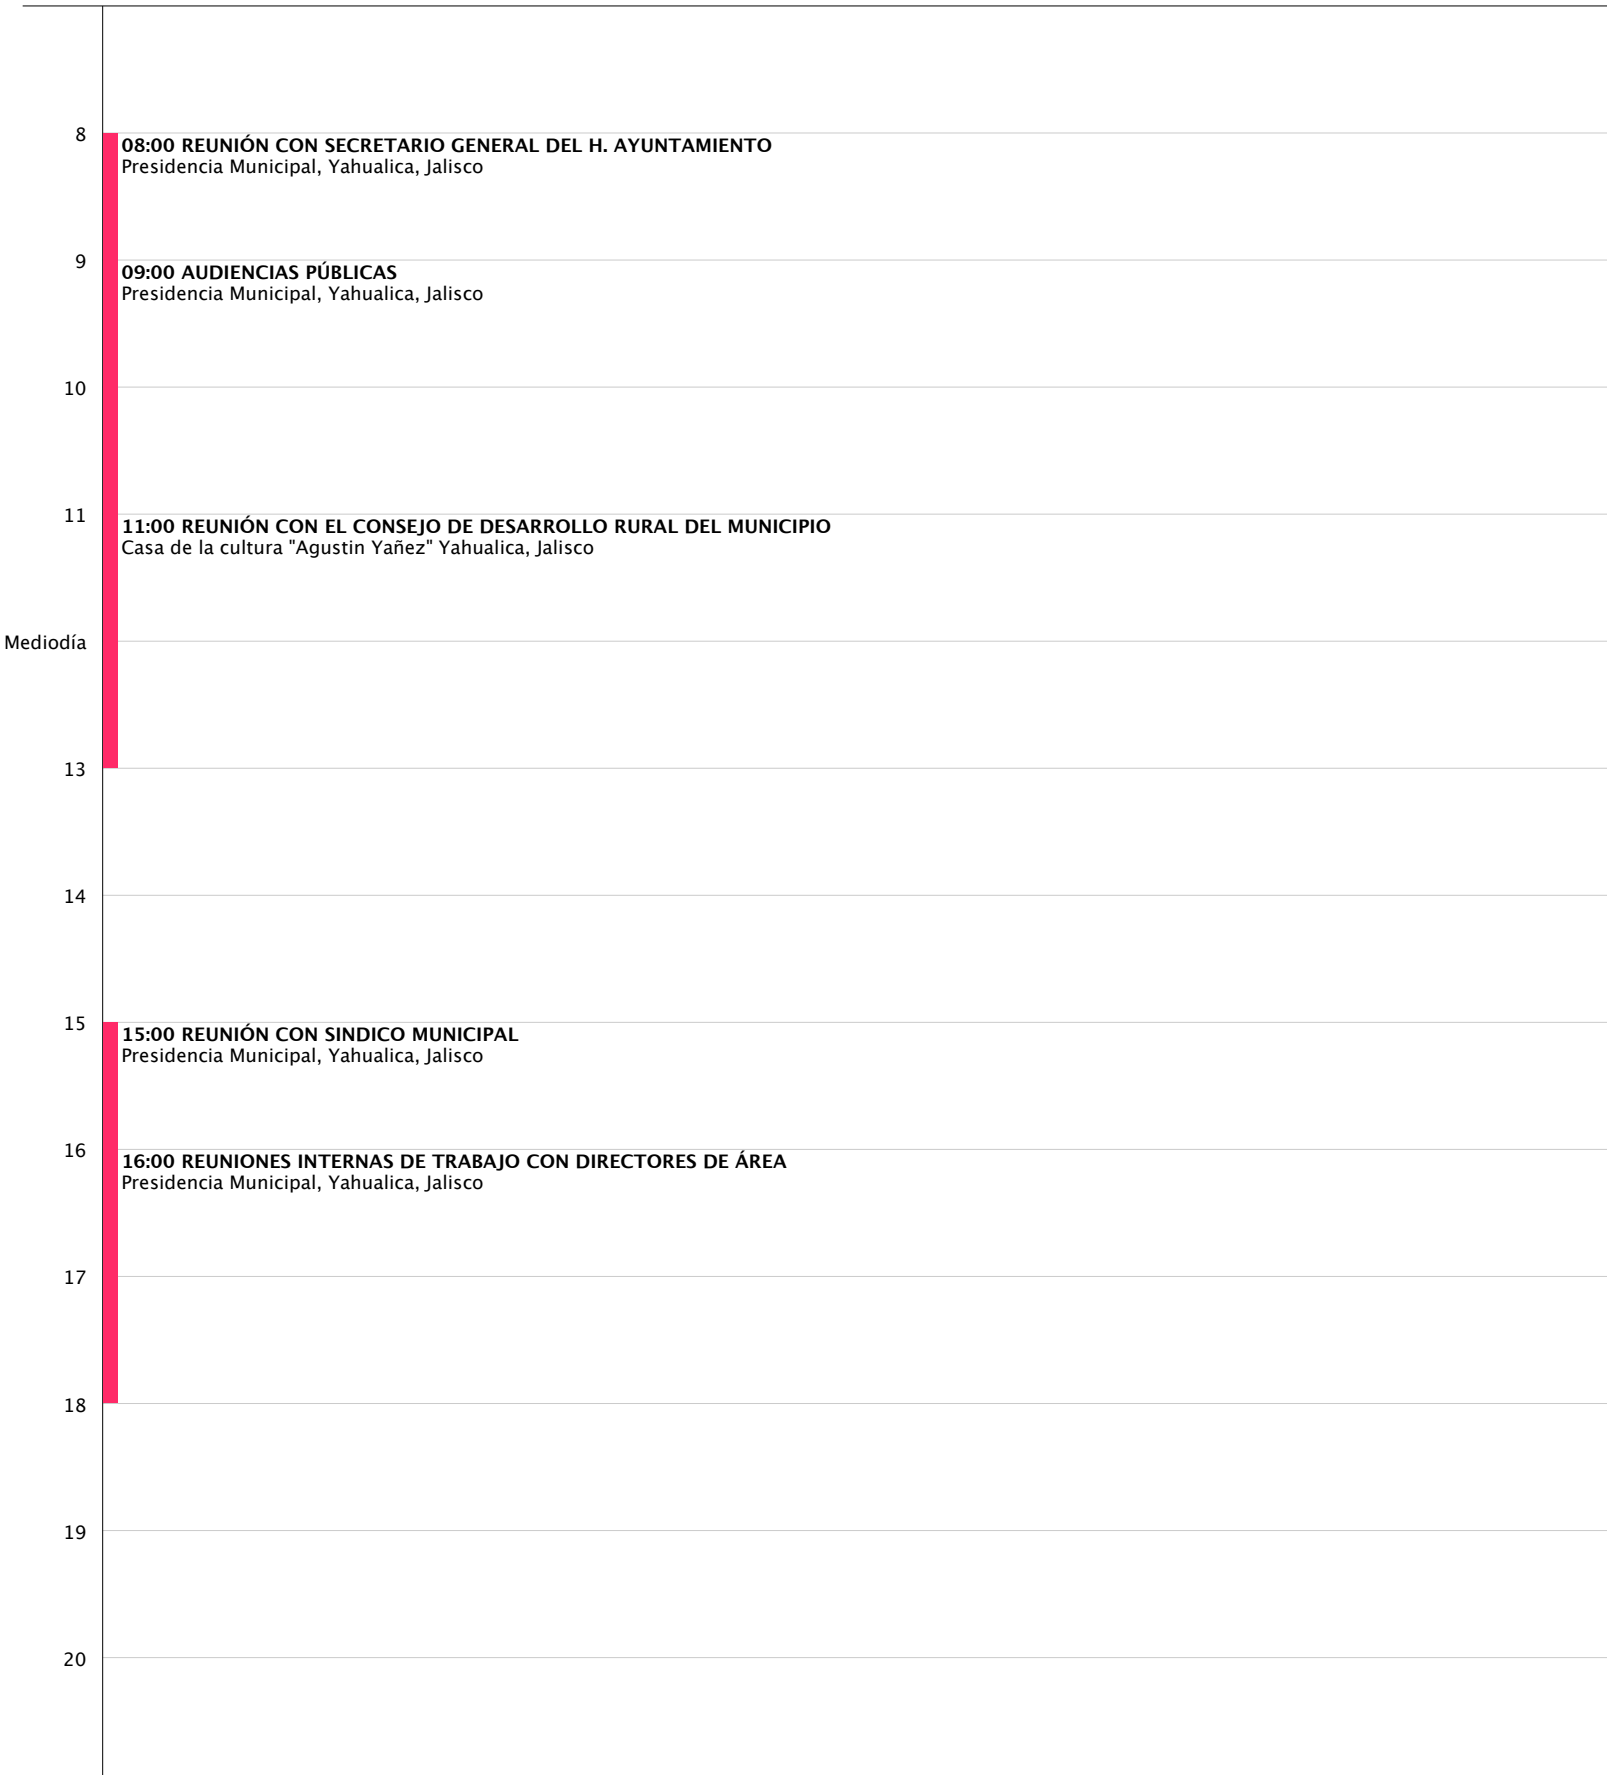 8
08:00 REUNIÓN CON SECRETARIO GENERAL DEL H. AYUNTAMIENTO
Presidencia Municipal, Yahualica, Jalisco
9
09:00 AUDIENCIAS PÚBLICAS
Presidencia Municipal, Yahualica, Jalisco
10
11
11:00 REUNIÓN CON EL CONSEJO DE DESARROLLO RURAL DEL MUNICIPIO
Casa de la cultura "Agustin Yañez" Yahualica, Jalisco
Mediodía
13
14
15
15:00 REUNIÓN CON SINDICO MUNICIPAL
Presidencia Municipal, Yahualica, Jalisco
16
16:00 REUNIONES INTERNAS DE TRABAJO CON DIRECTORES DE ÁREA
Presidencia Municipal, Yahualica, Jalisco
17
18
19
20